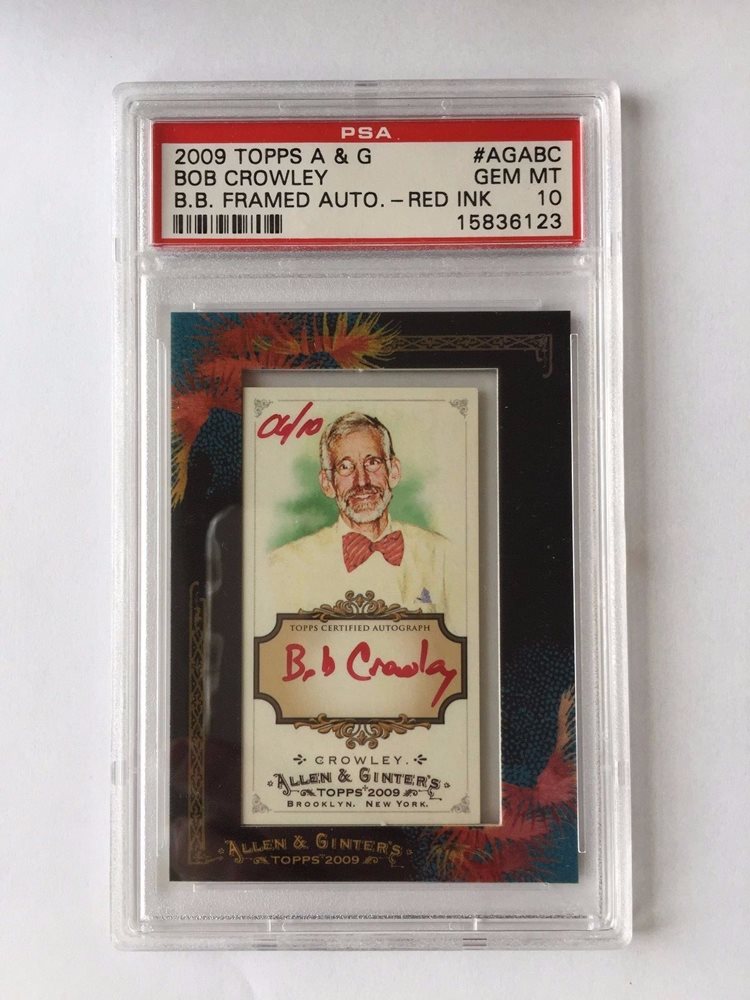 PSA
2009 TOPPS A & G #AGABC
BOB CROWLEY GEM MT
B.B. FRAMED AUTO. – RED INK 10
15836123
06/10
TOPPS CERTIFIED AUTOGRAPH
Bob Crowley
CROWLEY.
ALLEN & GINTER'S
TOPPS 2009
BROOKLYN. NEW YORK.
ALLEN & GINTER'S
TOPPS 2009